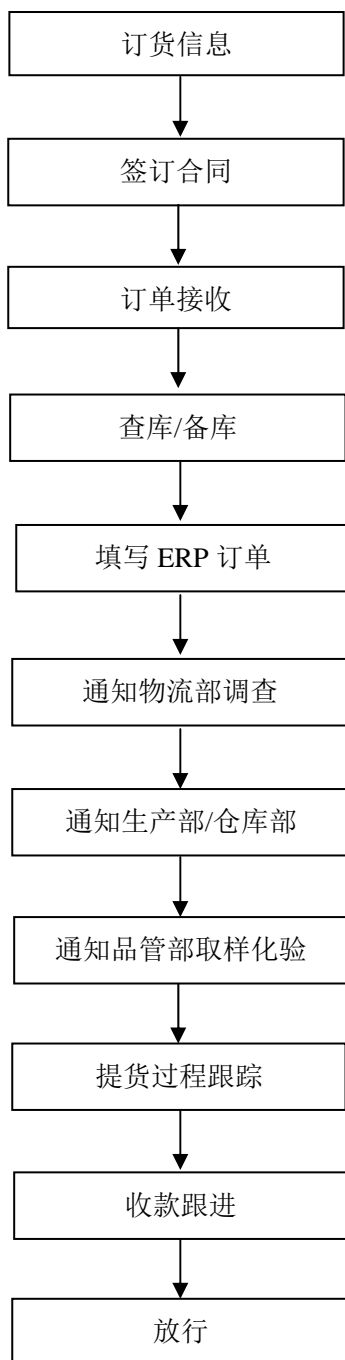 订货信息
签订合同
订单接收
查库/备库
填写 ERP 订单
通知物流部调查
通知生产部/仓库部
通知品管部取样化验
提货过程跟踪
收款跟进
放行